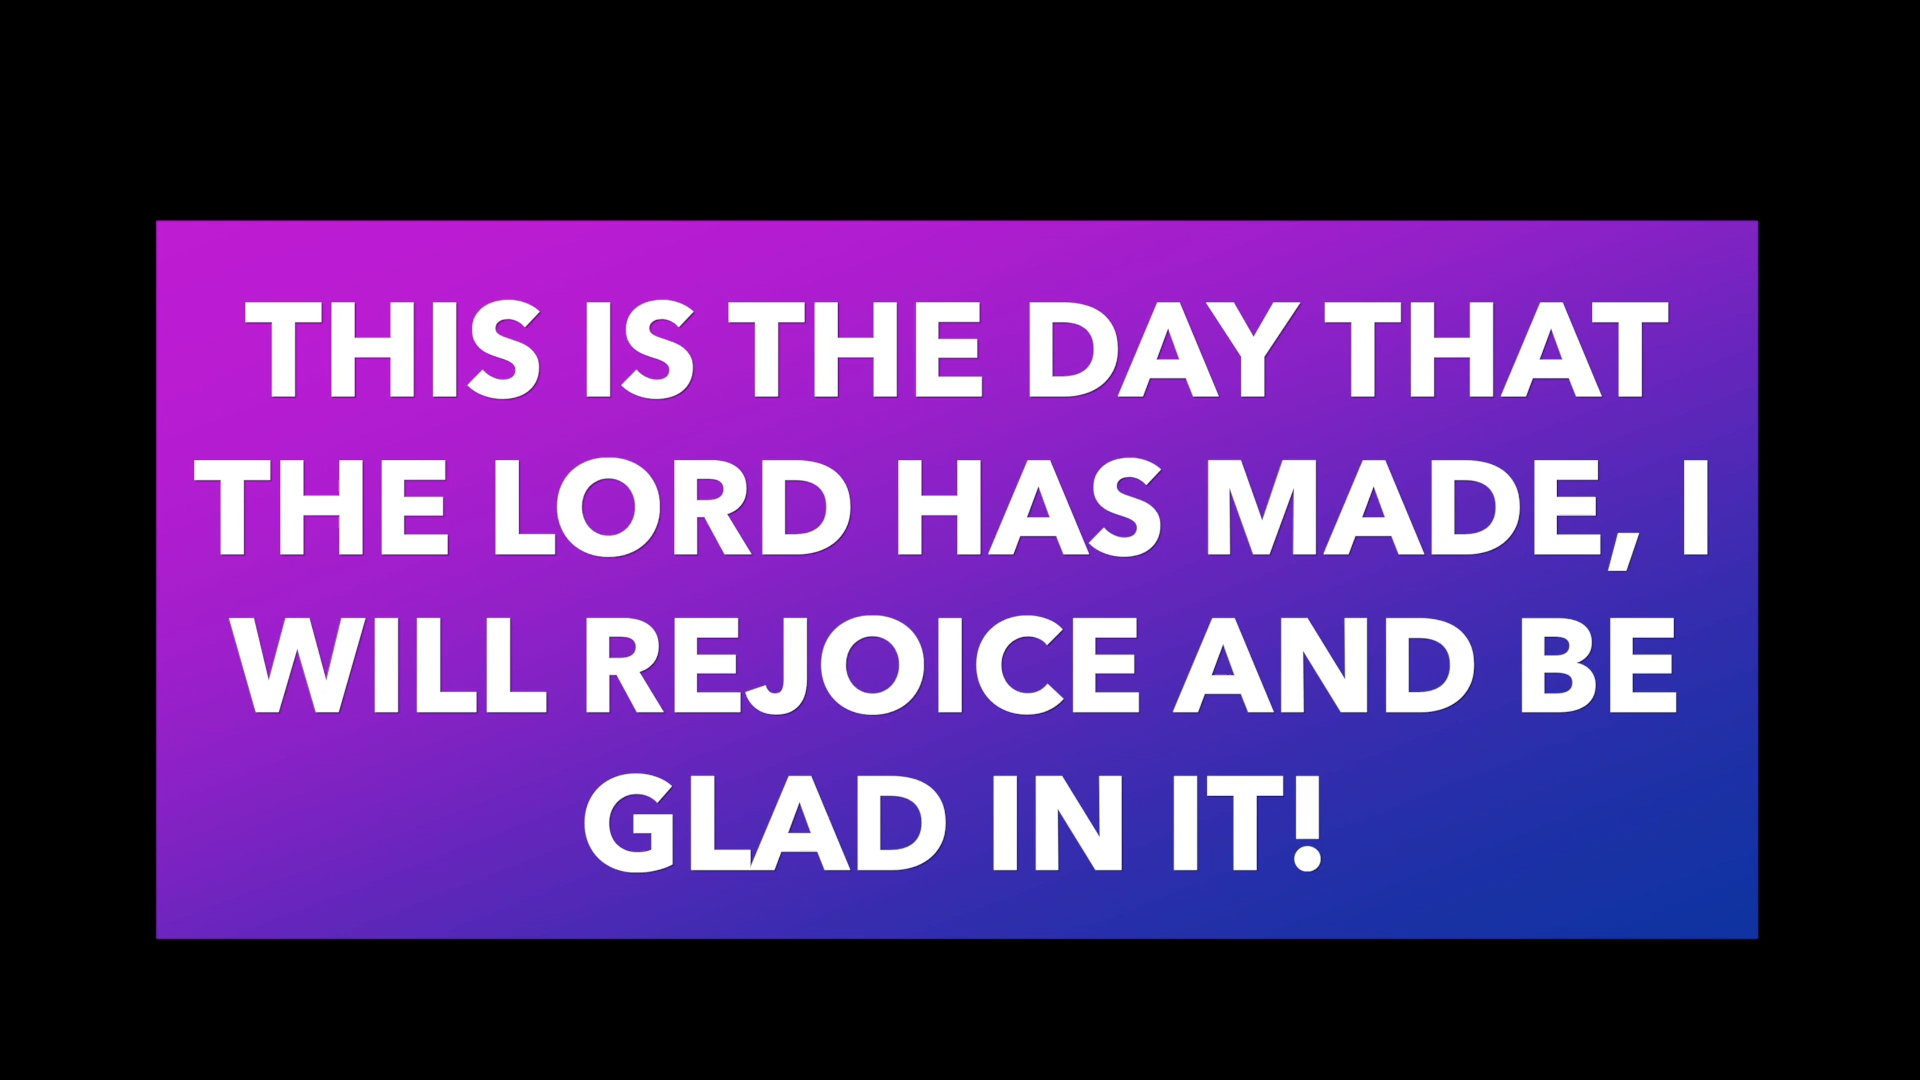 THIS IS THE DAY THAT
THE LORD HAS MADE, I
WILL REJOICE AND BE
GLAD IN IT!